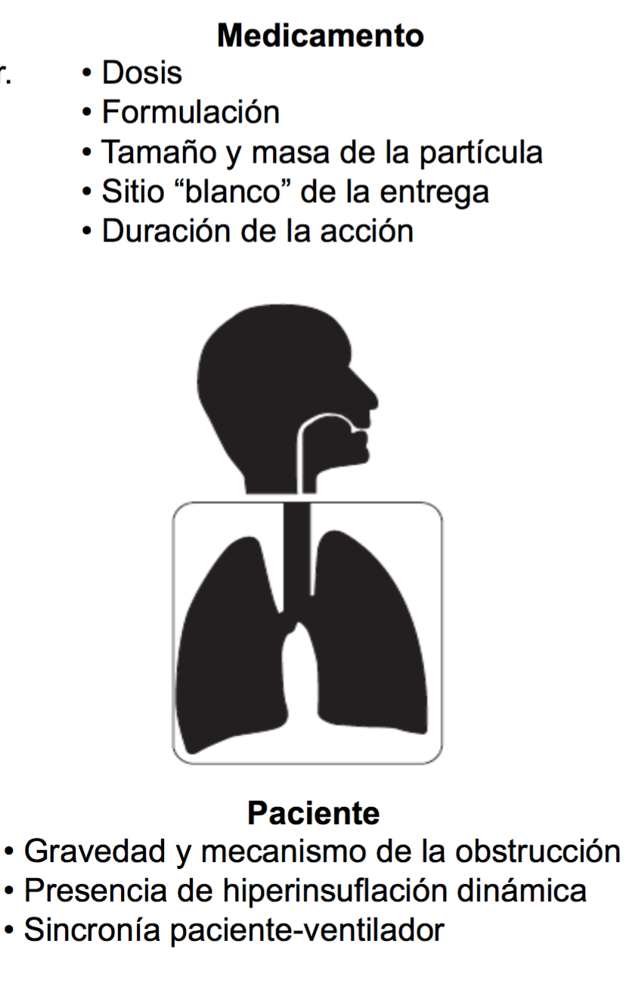 Medicamento
r.
• Dosis
• Formulación
• Tamaño y masa de la partícula
• Sitio “blanco” de la entrega
• Duración de la acción
Paciente
• Gravedad y mecanismo de la obstrucción
• Presencia de hiperinsuflación dinámica
• Sincronía paciente-ventilador